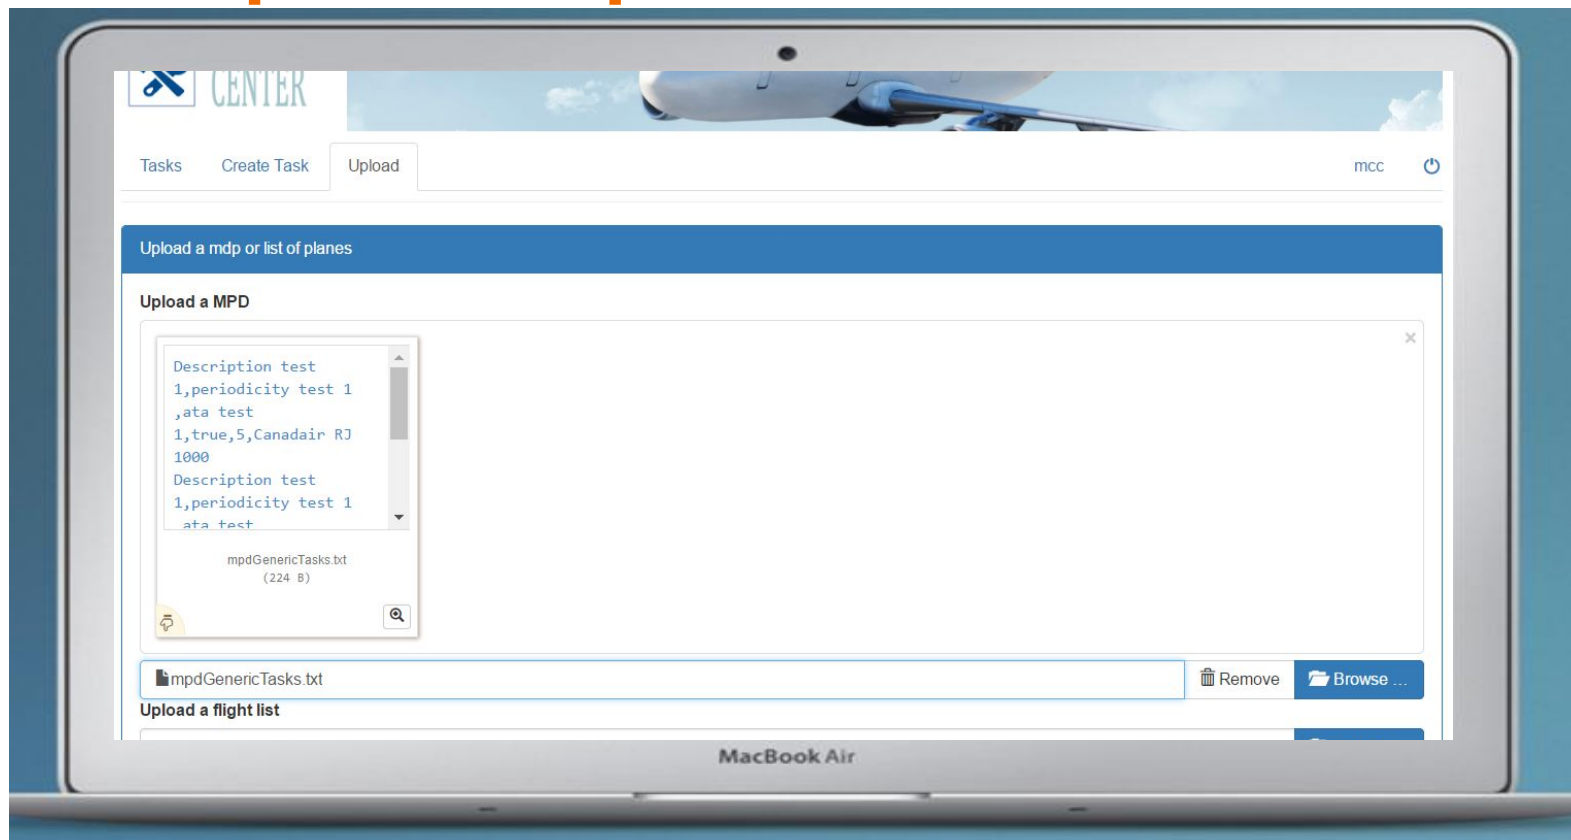 CENTER
Tasks Create Task Upload mcc
Upload a mdp or list of planes
Upload a MPD
×
Description test
1,periodicity test 1
,ata test
1,true,5,Canadair RJ
1000
Description test
1,periodicity test 1
ata test
mpdGenericTasks.txt
(224 B)
mpdGenericTasks.txt Remove Browse ...
Upload a flight list
MacBook Air